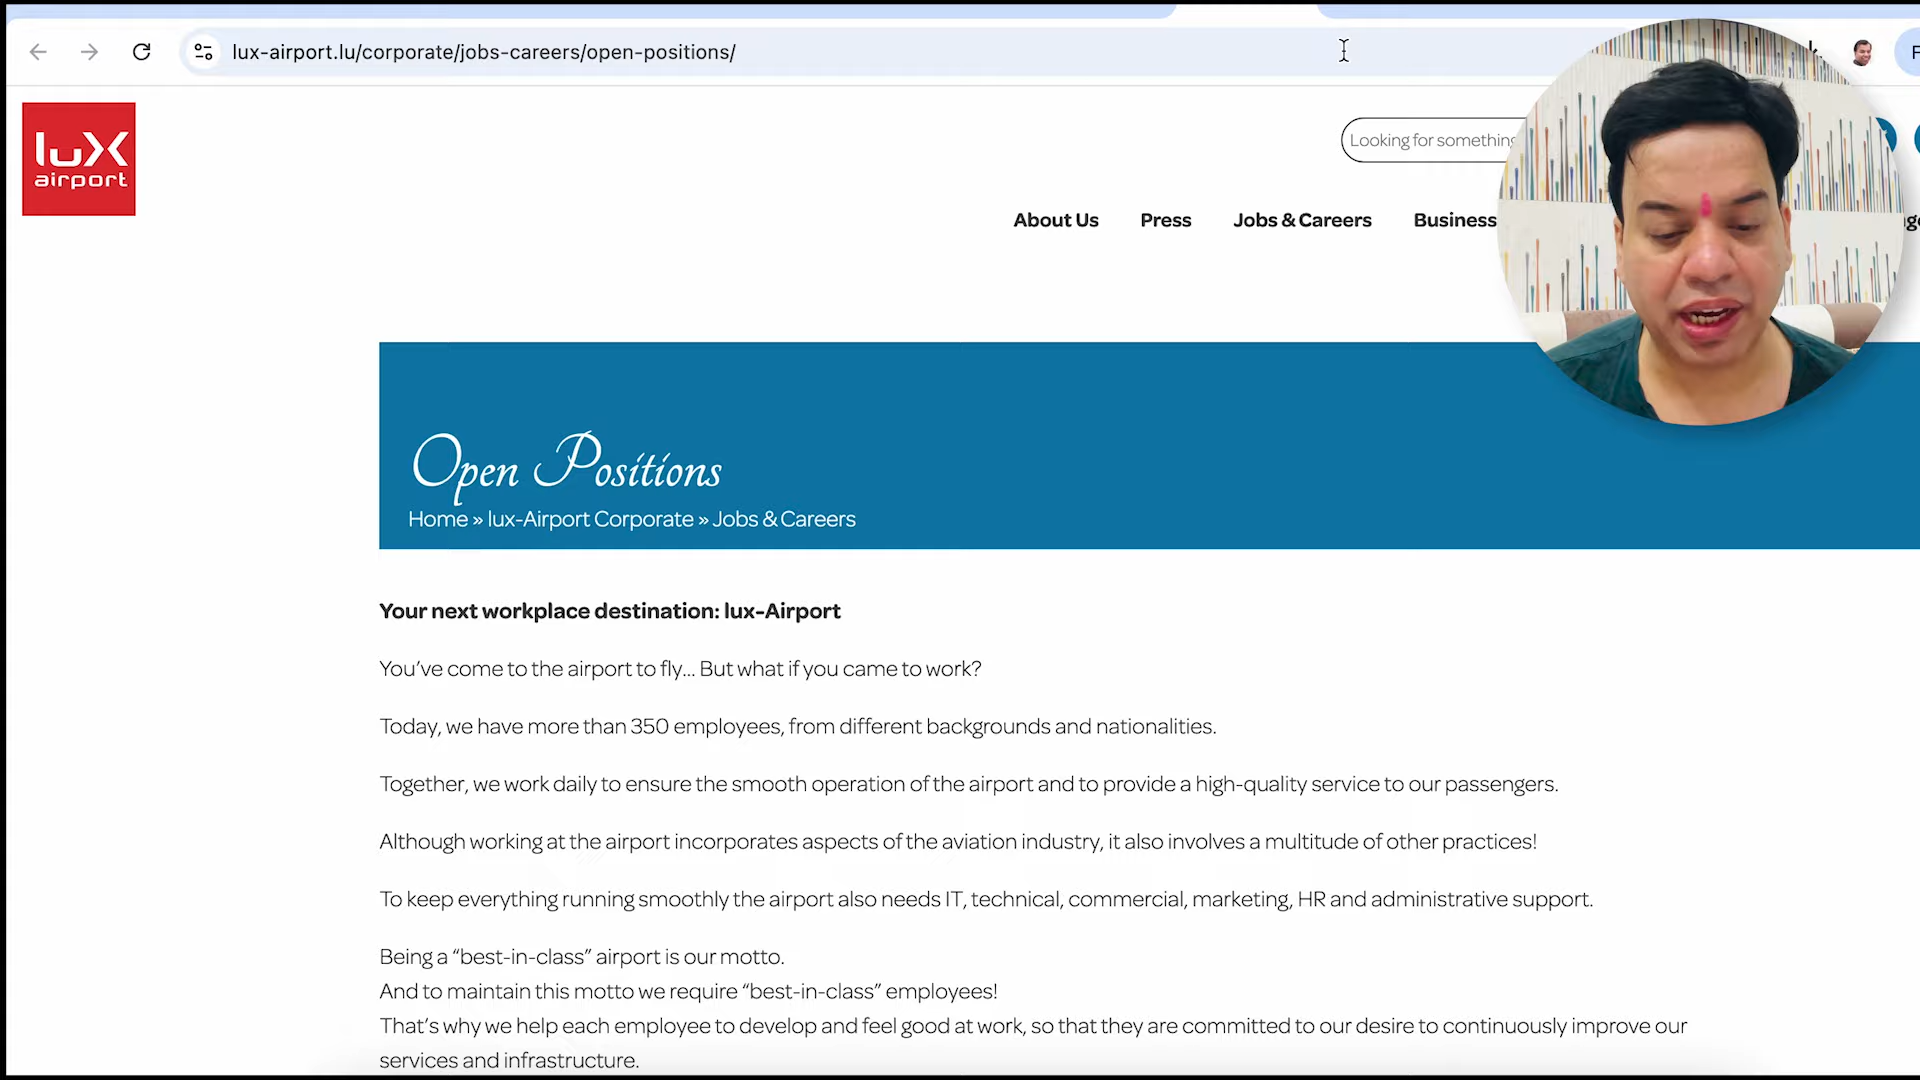 lux-airport.lu/corporate/jobs-careers/open-positions/
lux
airport
Looking for something
About Us
Press
Jobs & Careers
Business
Open Positions
Home » lux-Airport Corporate » Jobs & Careers
Your next workplace destination: lux-Airport
You’ve come to the airport to fly... But what if you came to work?
Today, we have more than 350 employees, from different backgrounds and nationalities.
Together, we work daily to ensure the smooth operation of the airport and to provide a high-quality service to our passengers.
Although working at the airport incorporates aspects of the aviation industry, it also involves a multitude of other practices!
To keep everything running smoothly the airport also needs IT, technical, commercial, marketing, HR and administrative support.
Being a “best-in-class” airport is our motto.
And to maintain this motto we require “best-in-class” employees!
That’s why we help each employee to develop and feel good at work, so that they are committed to our desire to continuously improve our
services and infrastructure.